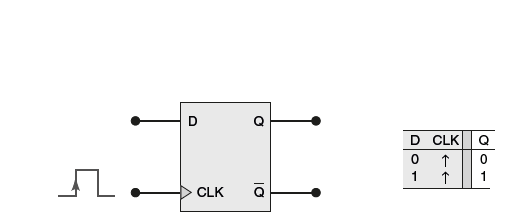 D Q
CLK Q̅
D CLK Q
0 ↑ 0
1 ↑ 1